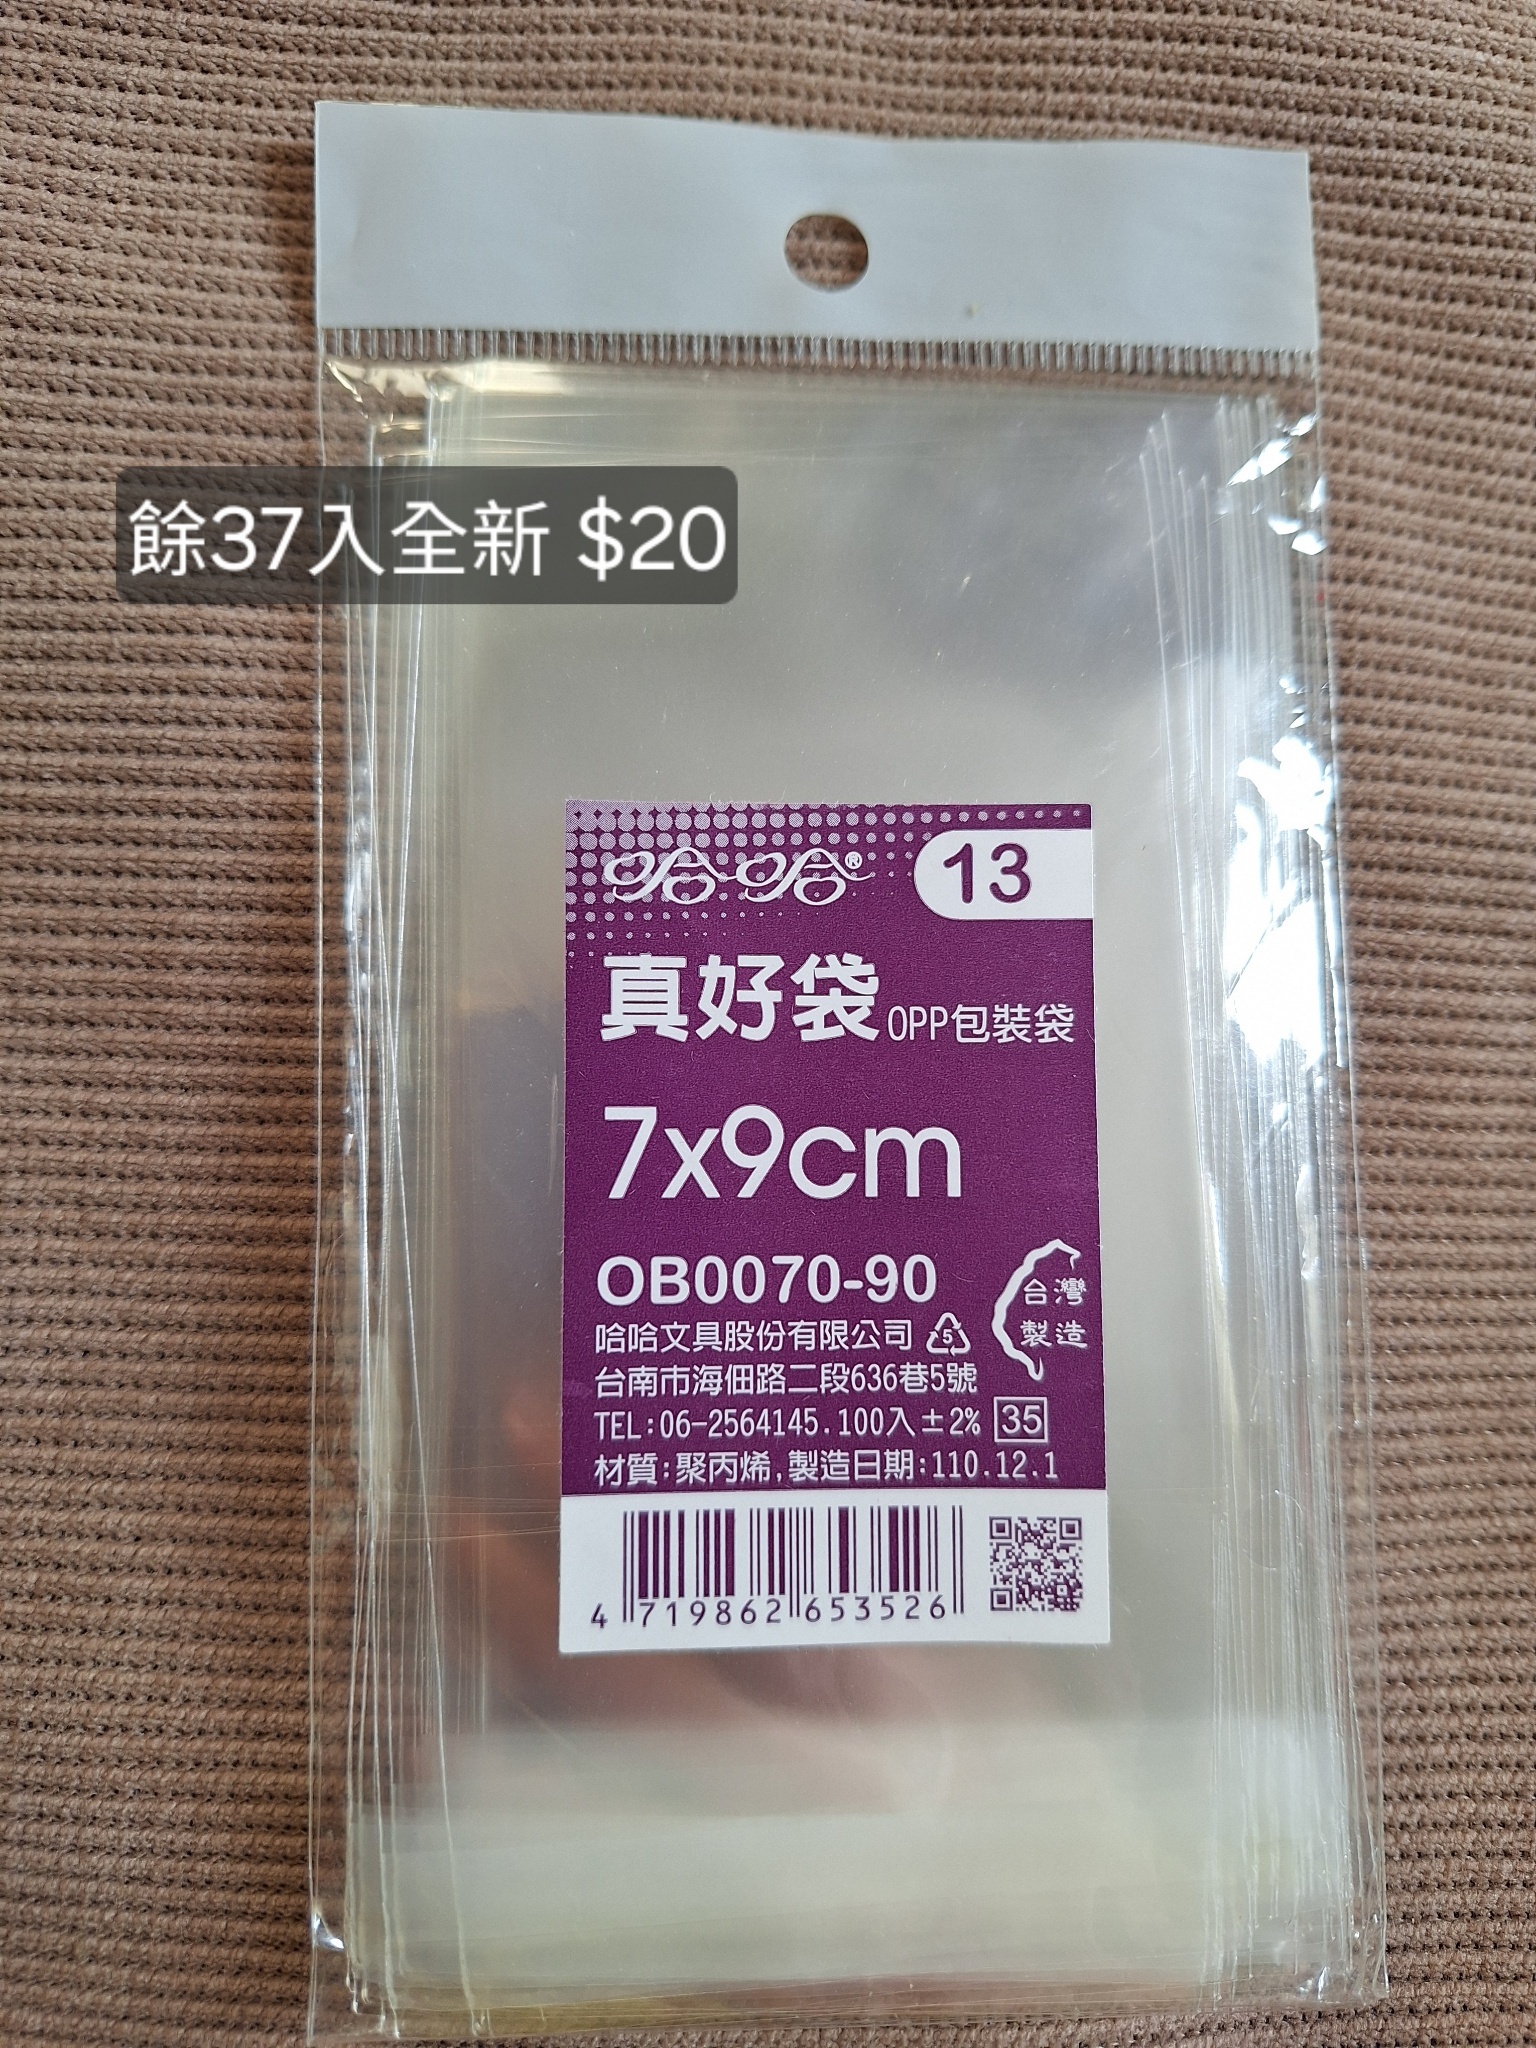 餘37入全新 $20
哈哈® 13
真好袋 OPP包裝袋
7x9cm
OB0070-90
哈哈文具股份有限公司 5
台灣
製造
台南市海佃路二段636巷5號
TEL:06-2564145.100入±2% 35
材質:聚丙烯,製造日期:110.12.1
4 719862 653526